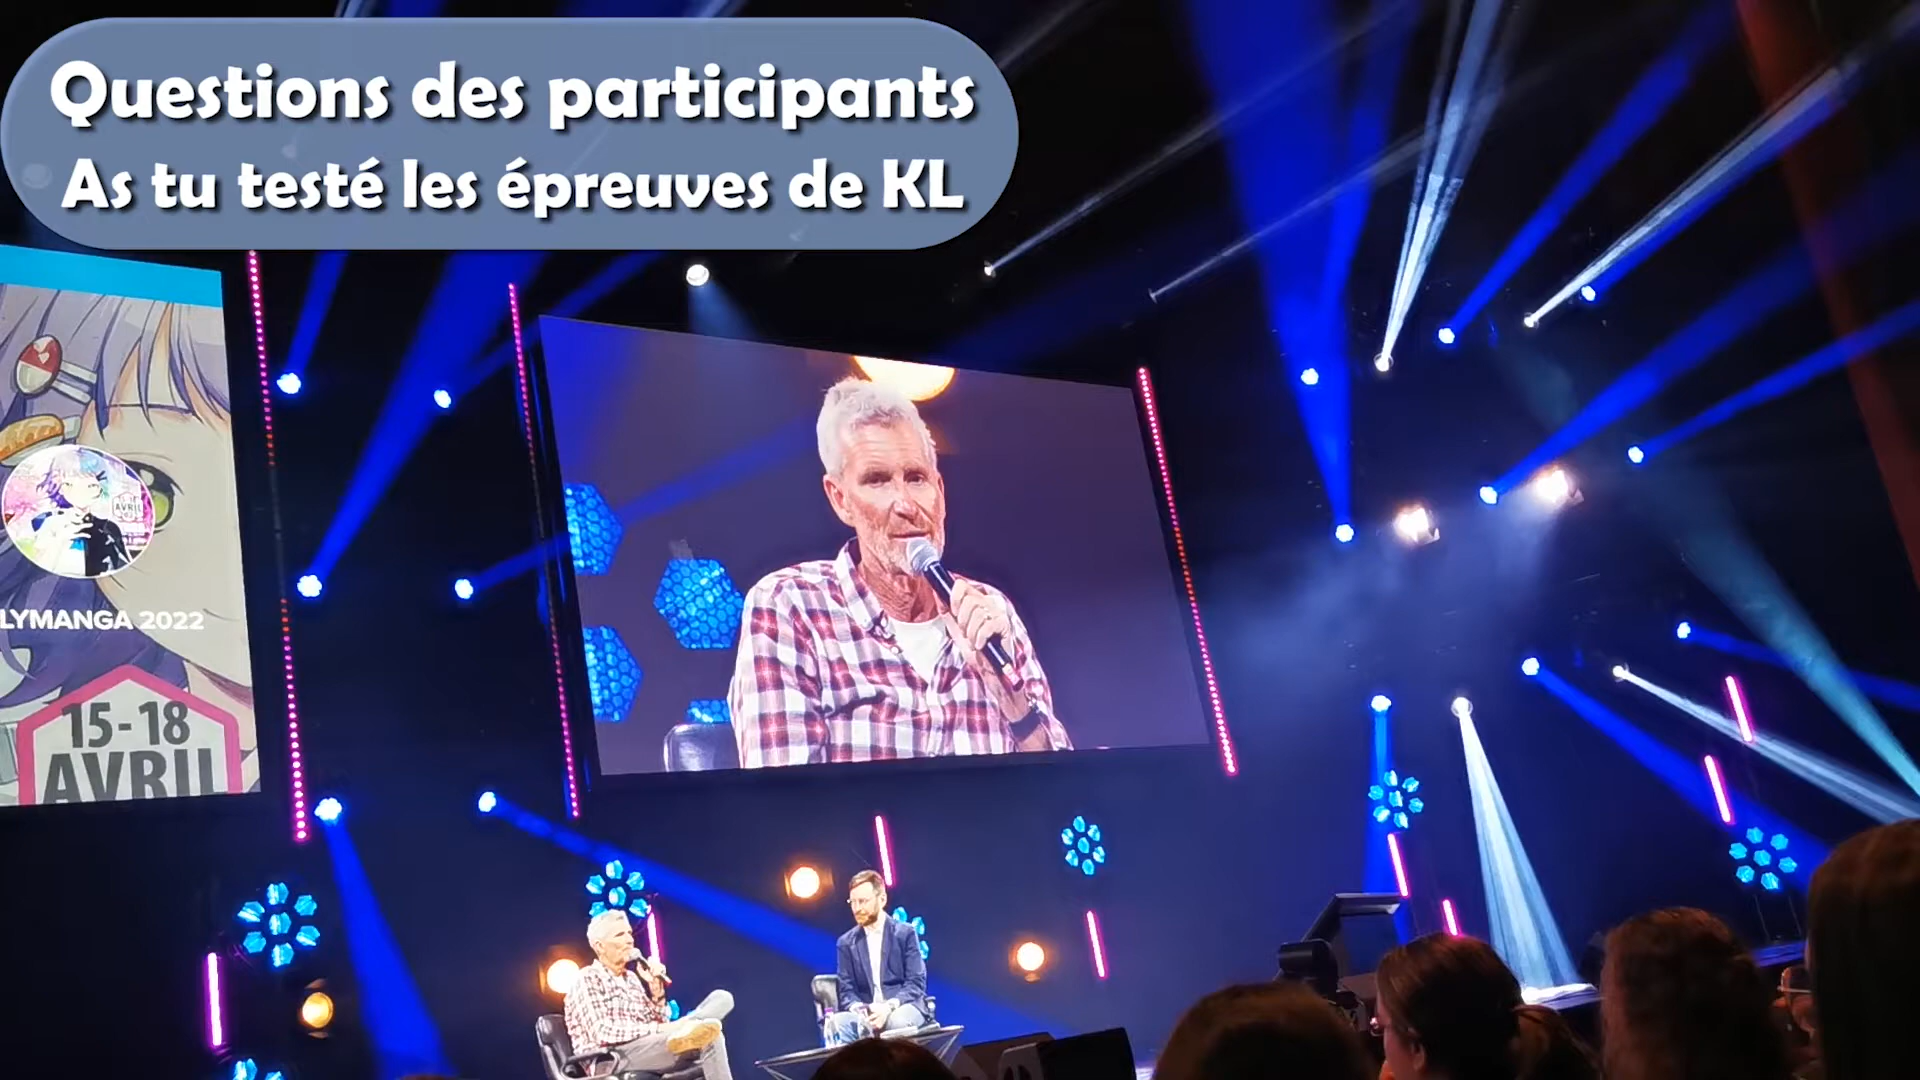 Questions des participants
As tu testé les épreuves de KL
LYMANGA 2022
15-18
AVRIL